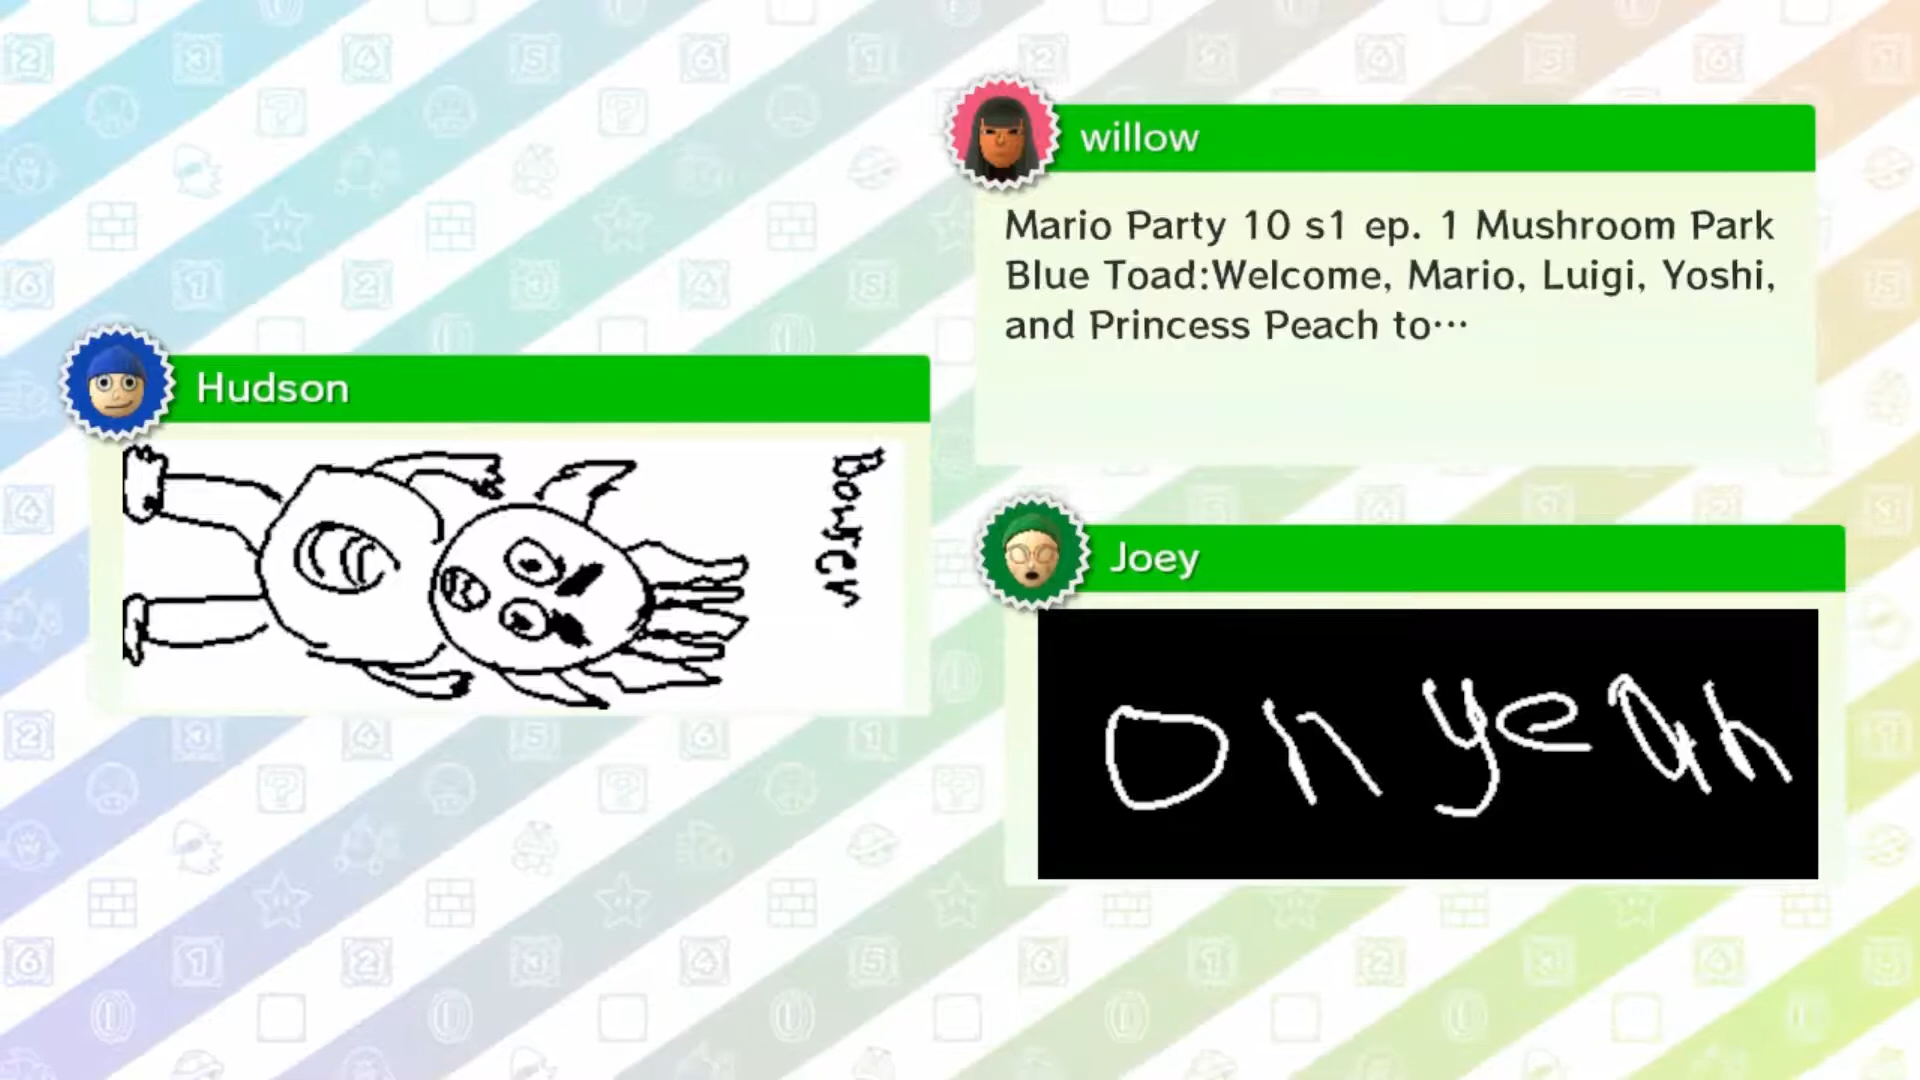 willow
Mario Party 10 s1 ep. 1 Mushroom Park
Blue Toad:Welcome, Mario, Luigi, Yoshi,
and Princess Peach to…
Hudson
Bowser
Joey
Oh yeah